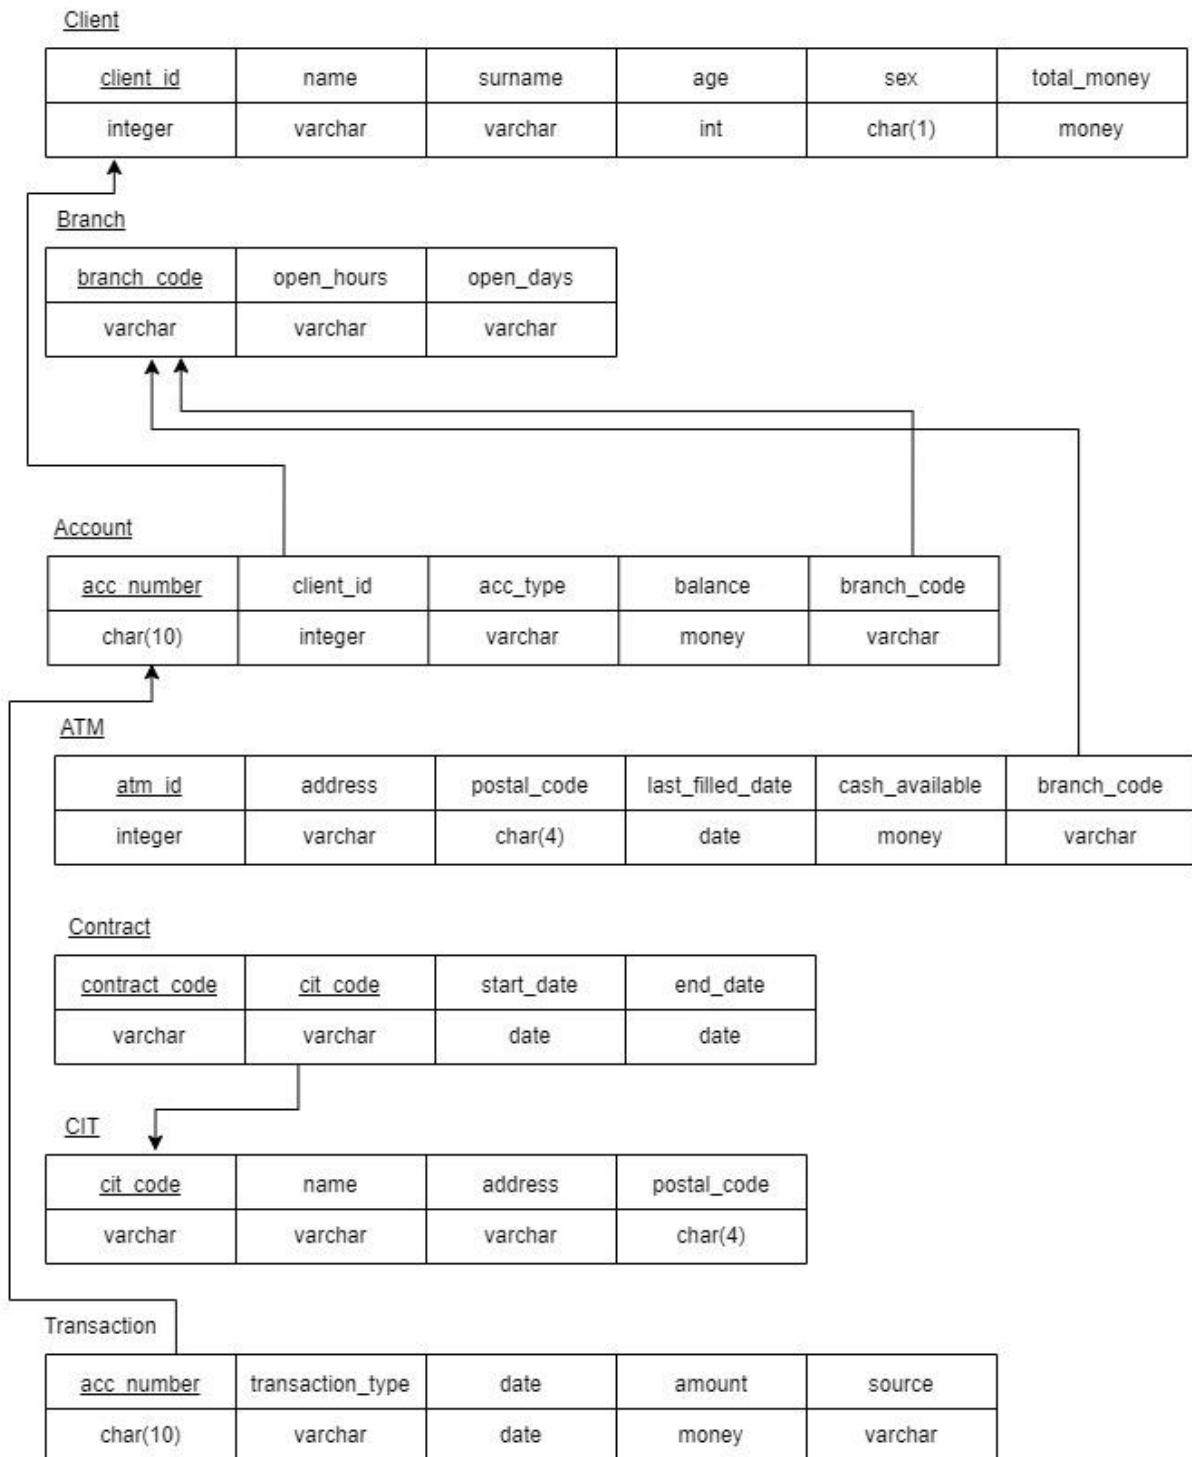 Client
client_id name surname age sex total_money
integer varchar varchar int char(1) money
Branch
branch_code open_hours open_days
varchar varchar varchar
Account
acc_number client_id acc_type balance branch_code
char(10) integer varchar money varchar
ATM
atm_id address postal_code last_filled_date cash_available branch_code
integer varchar char(4) date money varchar
Contract
contract_code cit_code start_date end_date
varchar varchar date date
CIT
cit_code name address postal_code
varchar varchar varchar char(4)
Transaction
acc_number transaction_type date amount source
char(10) varchar date money varchar